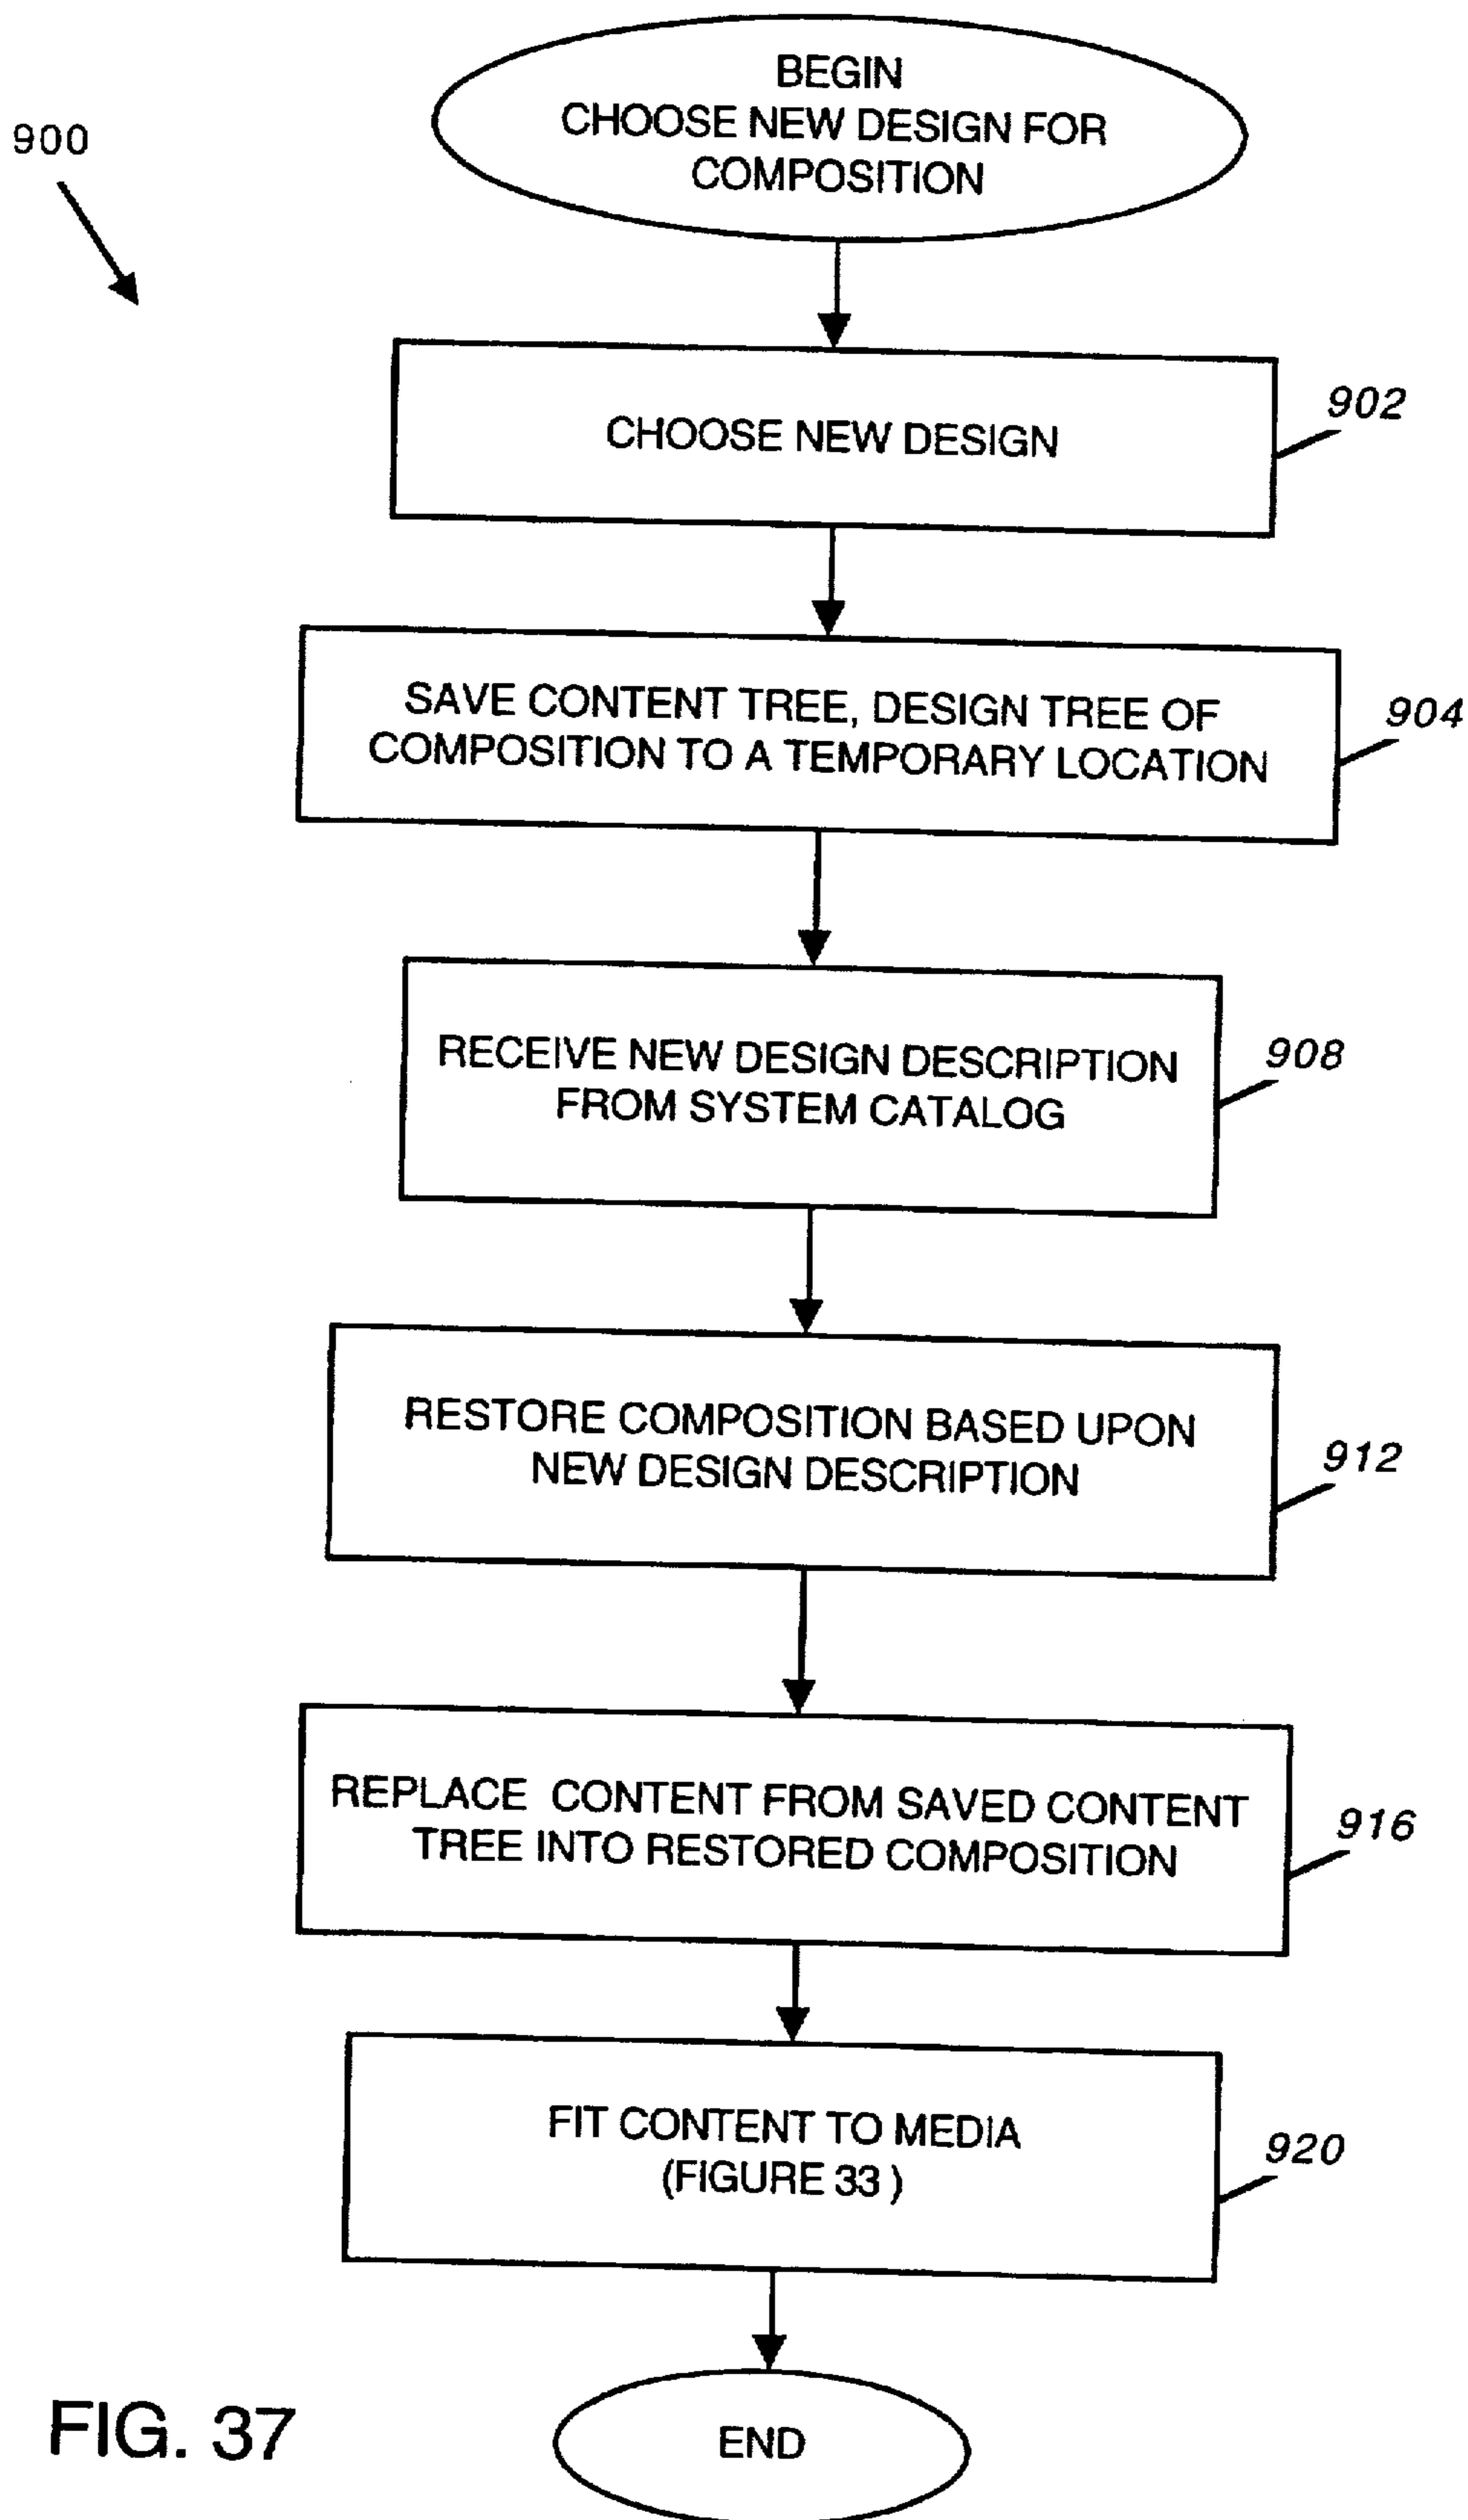 900
BEGIN
CHOOSE NEW DESIGN FOR
COMPOSITION
CHOOSE NEW DESIGN
902
SAVE CONTENT TREE, DESIGN TREE OF
COMPOSITION TO A TEMPORARY LOCATION
904
RECEIVE NEW DESIGN DESCRIPTION
FROM SYSTEM CATALOG
908
RESTORE COMPOSITION BASED UPON
NEW DESIGN DESCRIPTION
912
REPLACE CONTENT FROM SAVED CONTENT
TREE INTO RESTORED COMPOSITION
916
FIT CONTENT TO MEDIA
(FIGURE 33)
920
END
FIG. 37